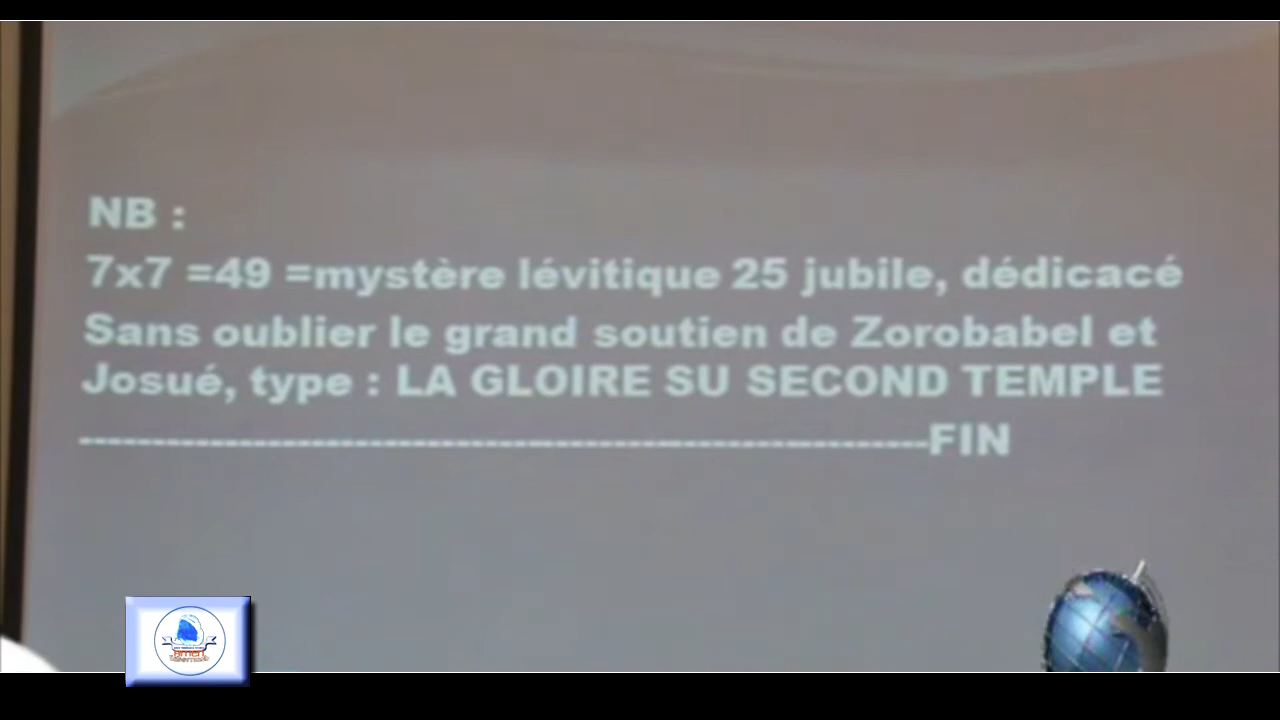 NB :
7x7 =49 =mystère lévitique 25 jubile, dédicacé
Sans oublier le grand soutien de Zorobabel et
Josué, type : LA GLOIRE SU SECOND TEMPLE
----------------------------------------------------------FIN